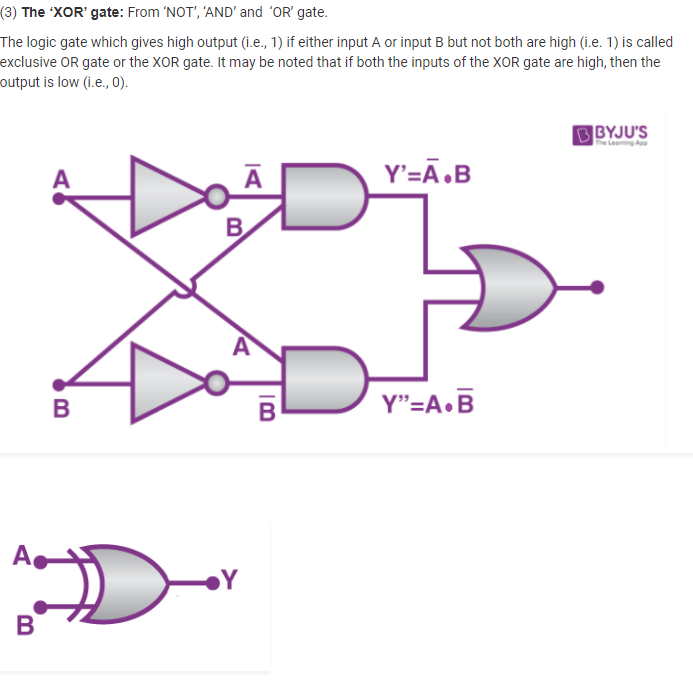 (3) The ‘XOR’ gate: From ‘NOT’, ‘AND’ and ‘OR’ gate.
The logic gate which gives high output (i.e., 1) if either input A or input B but not both are high (i.e. 1) is called
exclusive OR gate or the XOR gate. It may be noted that if both the inputs of the XOR gate are high, then the
output is low (i.e., 0).
BYJU'S
The Learning App
A
A̅
Y’=A̅.B
B
A
B
B̅
Y”=A.B̅
A
Y
B